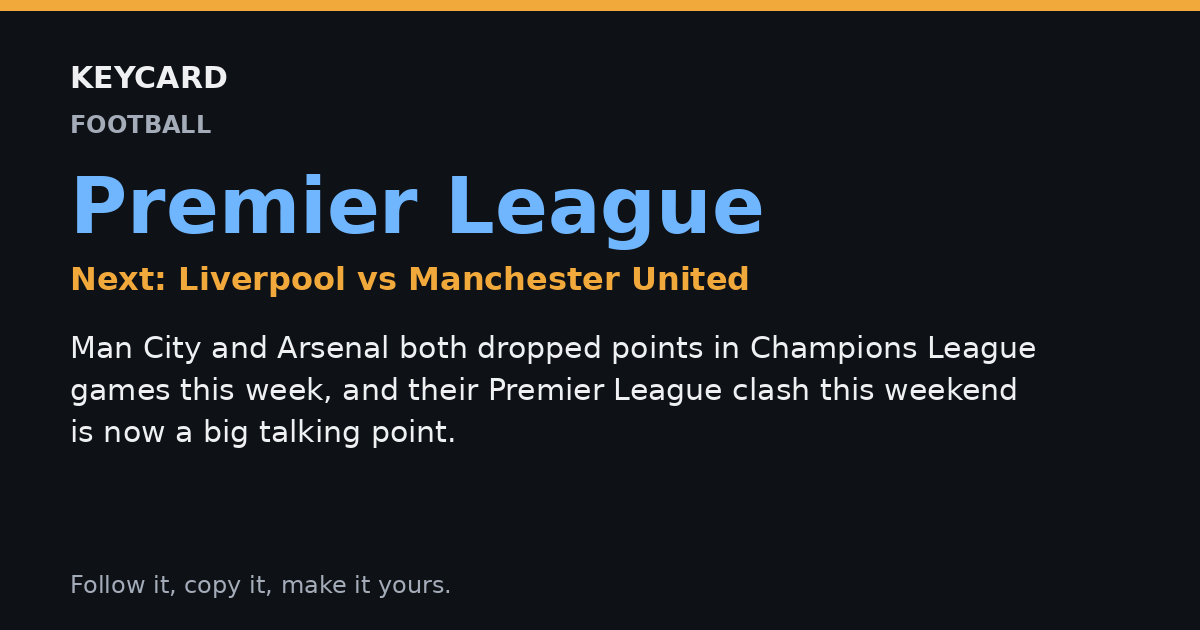 KEYCARD
FOOTBALL
Premier League
Next: Liverpool vs Manchester United
Man City and Arsenal both dropped points in Champions League
games this week, and their Premier League clash this weekend
is now a big talking point.
Follow it, copy it, make it yours.